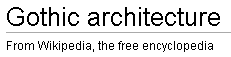 Gothic architecture
From Wikipedia, the free encyclopedia